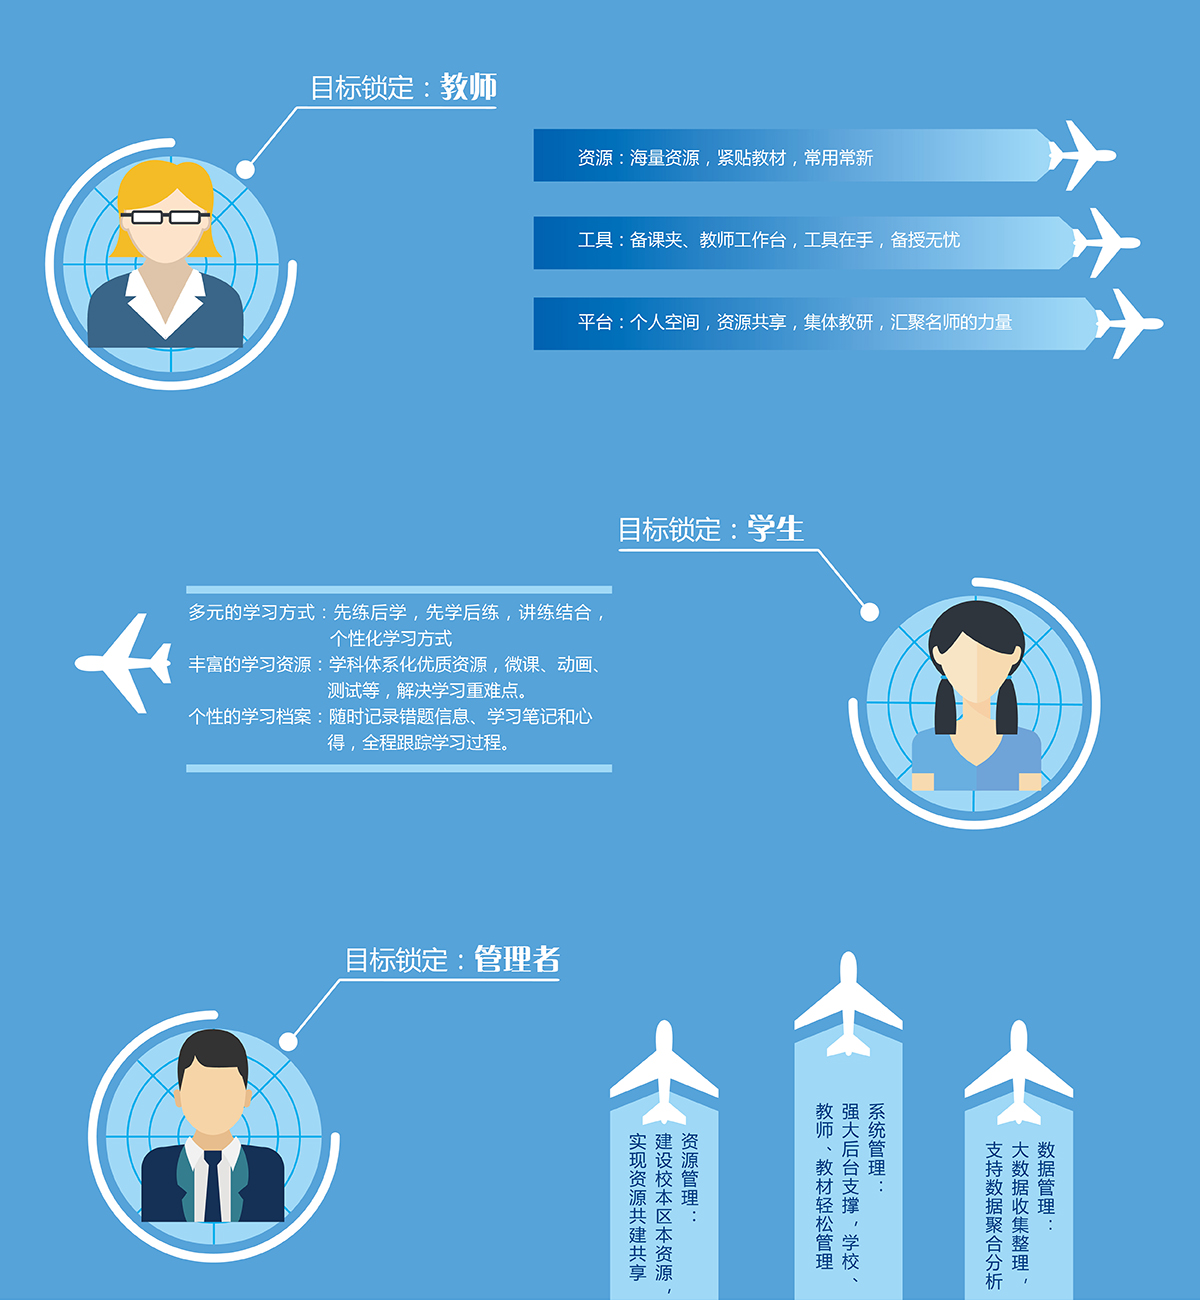 目标锁定：教师
资源：海量资源，紧贴教材，常用常新
工具：备课夹、教师工作台，工具在手，备授无忧
平台：个人空间，资源共享，集体教研，汇聚名师的力量
目标锁定：学生
多元的学习方式：先练后学，先学后练，讲练结合，
个性化学习方式
丰富的学习资源：学科体系化优质资源，微课、动画、
测试等，解决学习重难点。
个性的学习档案：随时记录错题信息、学习笔记和心
得，全程跟踪学习过程。
目标锁定：管理者
资源管理：
建设校本区本资源，
实现资源共建共享
系统管理：
强大后台支撑，学校、
教师、教材轻松管理
数据管理：
大数据收集整理，
支持数据聚合分析